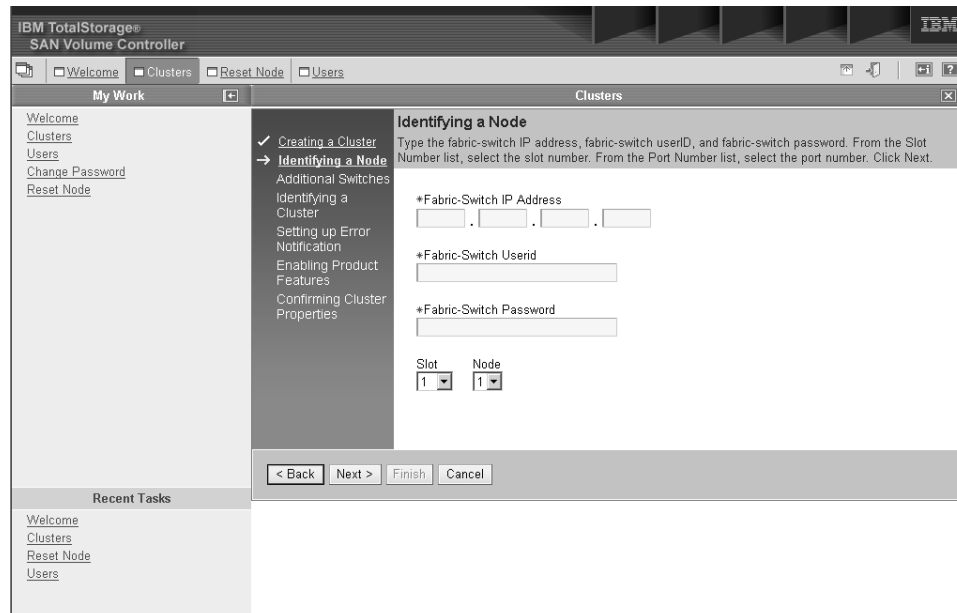 IBM TotalStorage®
SAN Volume Controller
IBM
Welcome
Clusters
Reset Node
Users
?
My Work
Welcome
Clusters
Users
Change Password
Reset Node
Recent Tasks
Welcome
Clusters
Reset Node
Users
Clusters
Creating a Cluster
Identifying a Node
Additional Switches
Identifying a
Cluster
Setting up Error
Notification
Enabling Product
Features
Confirming Cluster
Properties
Identifying a Node
Type the fabric-switch IP address, fabric-switch userID, and fabric-switch password. From the Slot
Number list, select the slot number. From the Port Number list, select the port number. Click Next.
*Fabric-Switch IP Address
. . .
*Fabric-Switch Userid
*Fabric-Switch Password
Slot Node
1 1
< Back Next > Finish Cancel